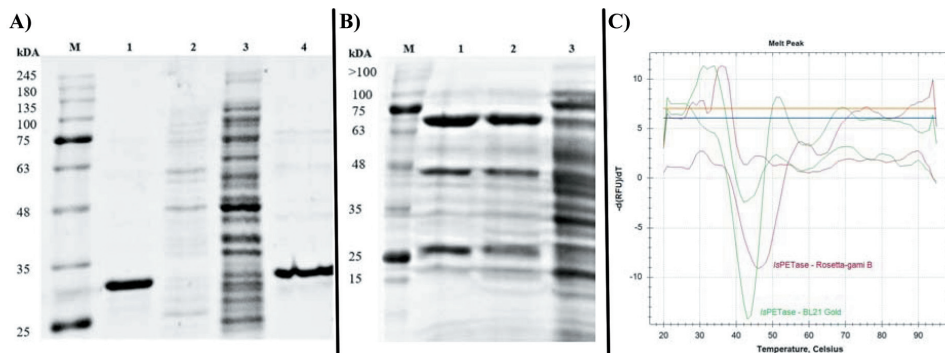 A)
kDA M 1 2 3 4
245
180
135
100
75
63
48
35
25
B)
kDA M 1 2 3
>100
100
75
63
48
35
25
15
C)
Melt Peak
-d(RFU)/dT
10
5
0
-5
-10
IsPETase - Rosetta-gami B
IsPETase - BL21 Gold
20 30 40 50 60 70 80 90
Temperature, Celsius